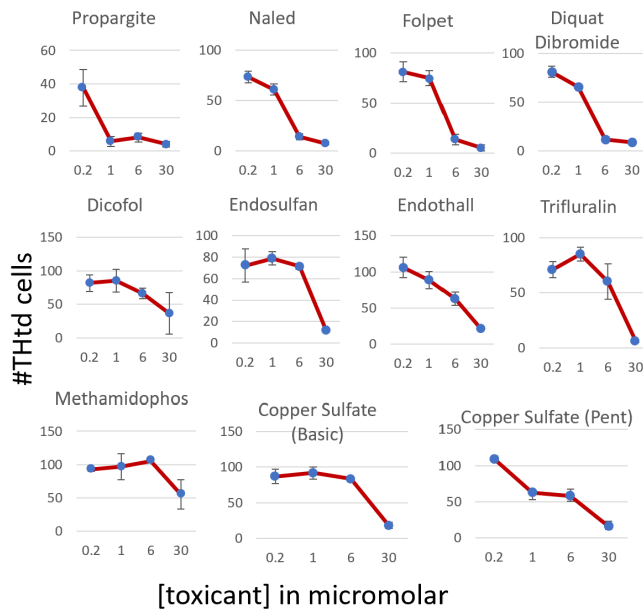 Propargite
60
40
20
0
0.2 1 6 30
Naled
100
50
0
0.2 1 6 30
Folpet
100
50
0
0.2 1 6 30
Diquat
Dibromide
100
50
0
0.2 1 6 30
#THtd cells
Dicofol
150
100
50
0
0.2 1 6 30
Endosulfan
100
80
60
40
20
0
0.2 1 6 30
Endothall
150
100
50
0
0.2 1 6 30
Trifluralin
100
50
0
0.2 1 6 30
Methamidophos
150
100
50
0
0.2 1 6 30
Copper Sulfate
(Basic)
150
100
50
0
0.2 1 6 30
Copper Sulfate (Pent)
150
100
50
0
0.2 1 6 30
[toxicant] in micromolar